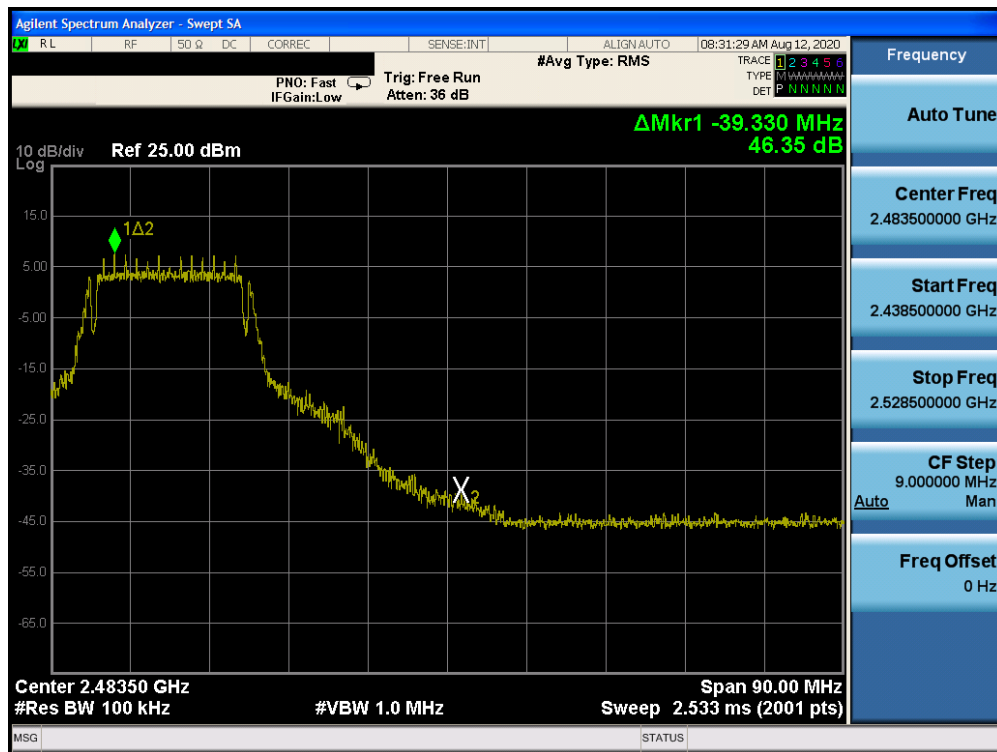 Agilent Spectrum Analyzer - Swept SA
LXI RL RF 50 Ω DC CORREC SENSE:INT ALIGN AUTO 08:31:29 AM Aug 12, 2020
Frequency
PNO: Fast
IFGain:Low
Trig: Free Run
Atten: 36 dB
#Avg Type: RMS
TRACE 1 2 3 4 5 6
TYPE MWWWWW
DET P N N N N N
Auto Tune
ΔMkr1 -39.330 MHz
46.35 dB
10 dB/div Ref 25.00 dBm
Log
Center Freq
2.483500000 GHz
15.0
1Δ2
5.00
Start Freq
2.438500000 GHz
-5.00
-15.0
Stop Freq
2.528500000 GHz
-25.0
-35.0
CF Step
9.000000 MHz
Auto Man
2
-45.0
Freq Offset
0 Hz
-55.0
-65.0
Center 2.48350 GHz Span 90.00 MHz
#Res BW 100 kHz #VBW 1.0 MHz Sweep 2.533 ms (2001 pts)
MSG STATUS